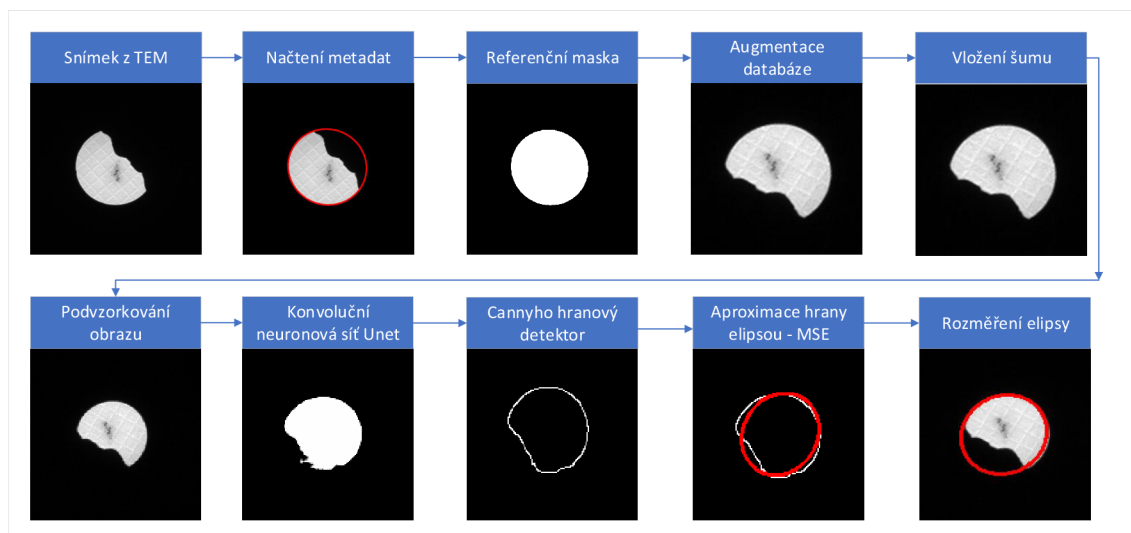 Snímek z TEM
Načtení metadat
Referenční maska
Augmentace
databáze
Vložení šumu
Podvzorkování
obrazu
Konvoluční
neuronová síť Unet
Cannyho hranový
detektor
Aproximace hrany
elipsou - MSE
Rozměření elipsy